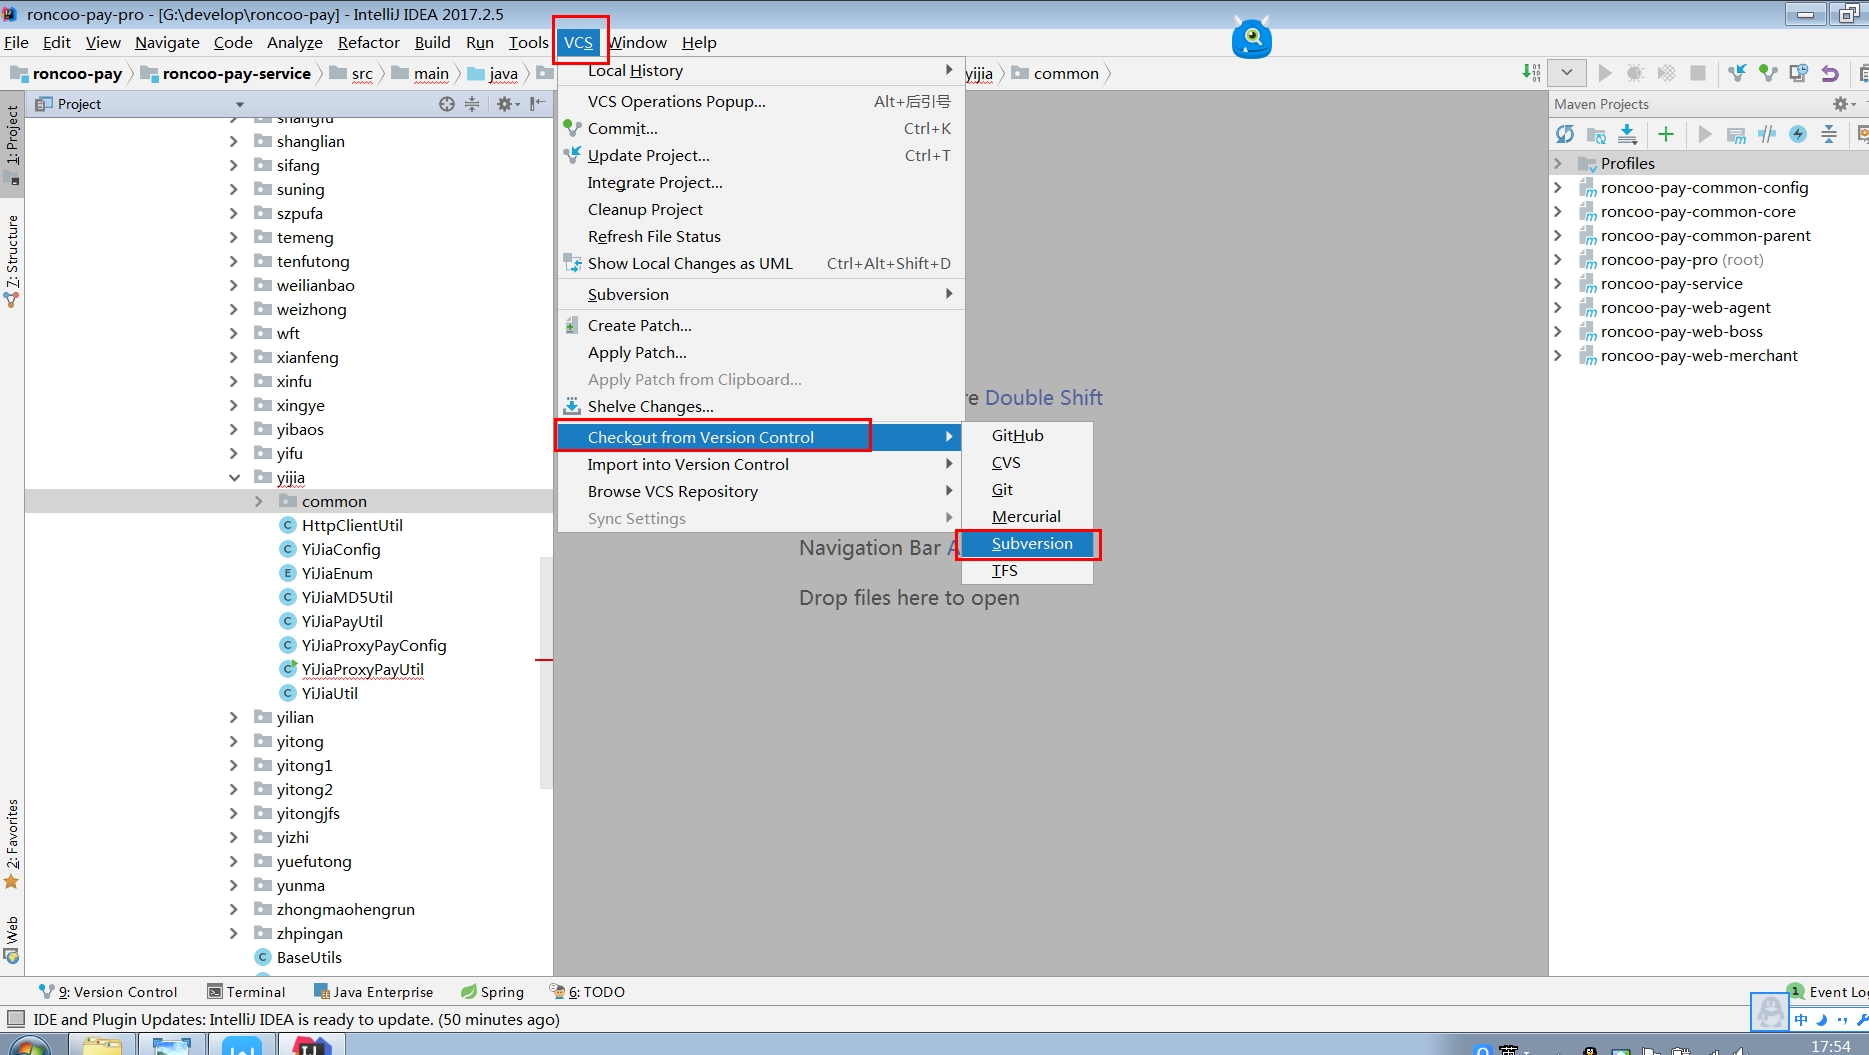 roncoo-pay-pro - [G:\develop\roncoo-pay] - IntelliJ IDEA 2017.2.5
File Edit View Navigate Code Analyze Refactor Build Run Tools VCS Window Help
roncoo-pay roncoo-pay-service src main java yijia common
Project
1: Project
7: Structure
2: Favorites
Web
shangfu
shanglian
sifang
suning
szpufa
temeng
tenfutong
weilianbao
weizhong
wft
xianfeng
xinfu
xingye
yibaos
yifu
yijia
common
HttpClientUtil
YiJiaConfig
YiJiaEnum
YiJiaMD5Util
YiJiaPayUtil
YiJiaProxyPayConfig
YiJiaProxyPayUtil
YiJiaUtil
yilian
yitong
yitong1
yitong2
yitongjfs
yizhi
yuefutong
yunma
zhongmaohengrun
zhpingan
BaseUtils
Local History
VCS Operations Popup... Alt+后引号
Commit... Ctrl+K
Update Project... Ctrl+T
Integrate Project...
Cleanup Project
Refresh File Status
Show Local Changes as UML Ctrl+Alt+Shift+D
Subversion
Create Patch...
Apply Patch...
Apply Patch from Clipboard...
Shelve Changes...
Checkout from Version Control
Import into Version Control
Browse VCS Repository
Sync Settings
GitHub
CVS
Git
Mercurial
Subversion
TFS
re Double Shift
Navigation Bar A
Drop files here to open
Maven Projects
Profiles
roncoo-pay-common-config
roncoo-pay-common-core
roncoo-pay-common-parent
roncoo-pay-pro (root)
roncoo-pay-service
roncoo-pay-web-agent
roncoo-pay-web-boss
roncoo-pay-web-merchant
9: Version Control Terminal Java Enterprise Spring 6: TODO
1 Event Log
IDE and Plugin Updates: IntelliJ IDEA is ready to update. (50 minutes ago)
中
英
17:54